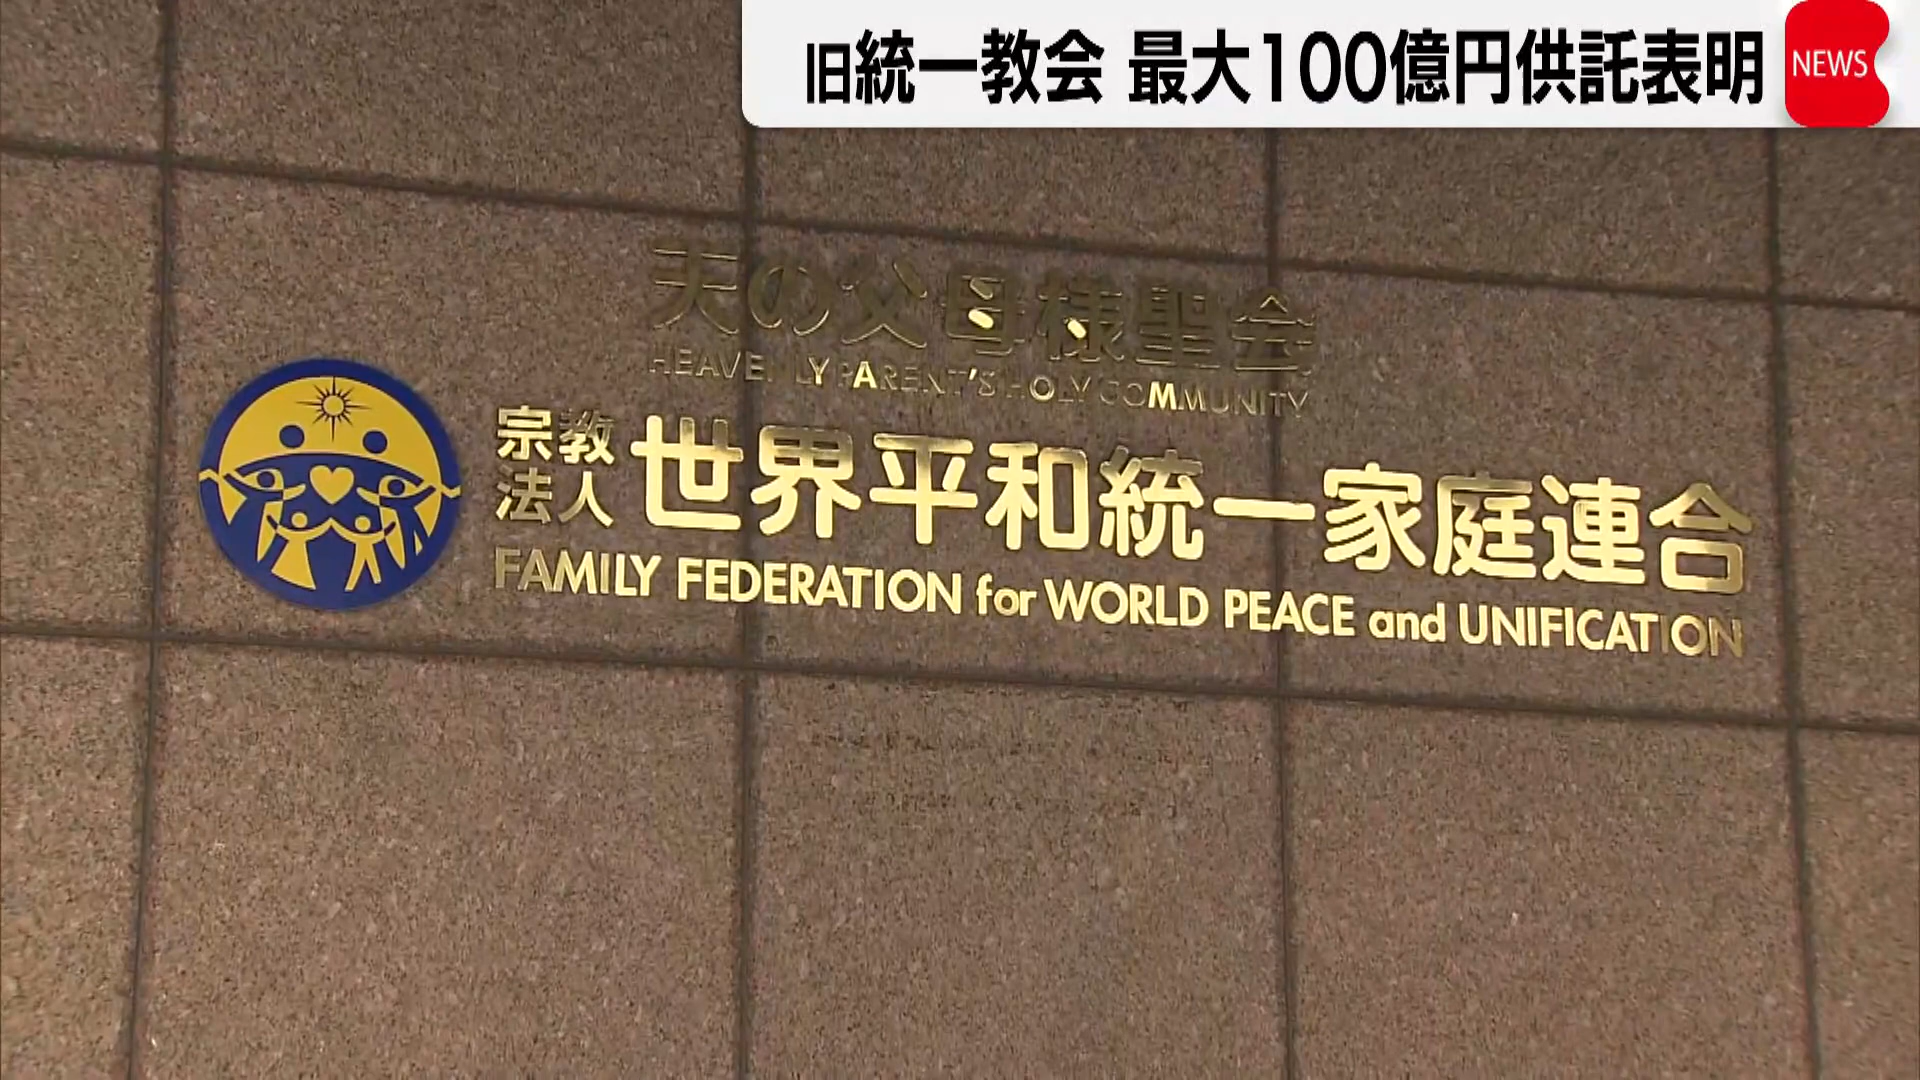 旧統一教会 最大100億円供託表明
NEWS
天の父母様聖会
HEAVENLY PARENT'S HOLY COMMUNITY
宗教法人 世界平和統一家庭連合
FAMILY FEDERATION for WORLD PEACE and UNIFICATION